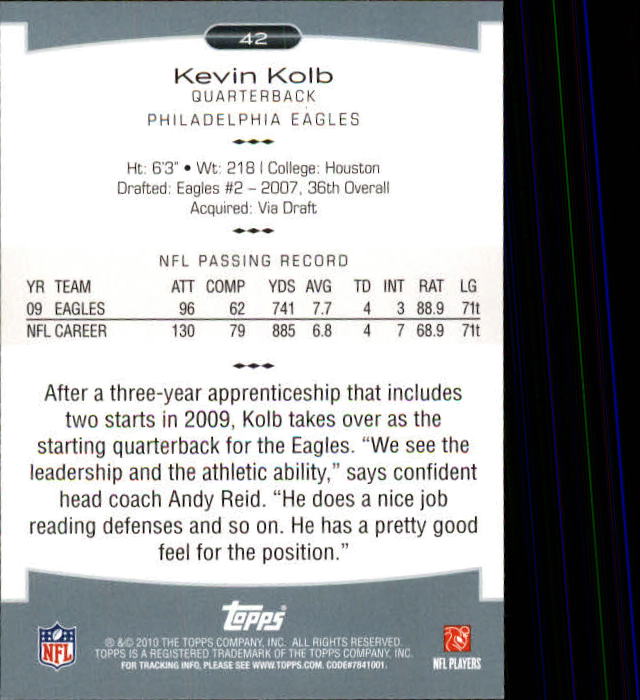 42
Kevin Kolb
QUARTERBACK
PHILADELPHIA EAGLES
Ht: 6'3" • Wt: 218 | College: Houston
Drafted: Eagles #2 – 2007, 36th Overall
Acquired: Via Draft
NFL PASSING RECORD
YR TEAM ATT COMP YDS AVG TD INT RAT LG
09 EAGLES 96 62 741 7.7 4 3 88.9 71t
NFL CAREER 130 79 885 6.8 4 7 68.9 71t
After a three-year apprenticeship that includes
two starts in 2009, Kolb takes over as the
starting quarterback for the Eagles. “We see the
leadership and the athletic ability,” says confident
head coach Andy Reid. “He does a nice job
reading defenses and so on. He has a pretty good
feel for the position.”
topps®
® & © 2010 THE TOPPS COMPANY, INC. ALL RIGHTS RESERVED.
TOPPS IS A REGISTERED TRADEMARK OF THE TOPPS COMPANY, INC.
FOR TRACKING INFO, PLEASE SEE WWW.TOPPS.COM. CODE#7841001.
NFL
NFL PLAYERS